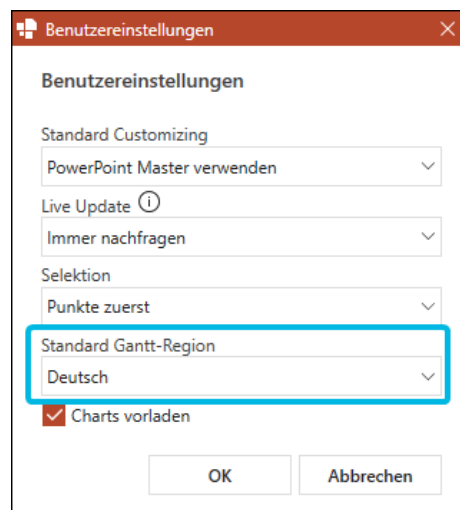 Benutzereinstellungen
Benutzereinstellungen
Standard Customizing
PowerPoint Master verwenden
Live Update
Immer nachfragen
Selektion
Punkte zuerst
Standard Gantt-Region
Deutsch
Charts vorladen
OK Abbrechen